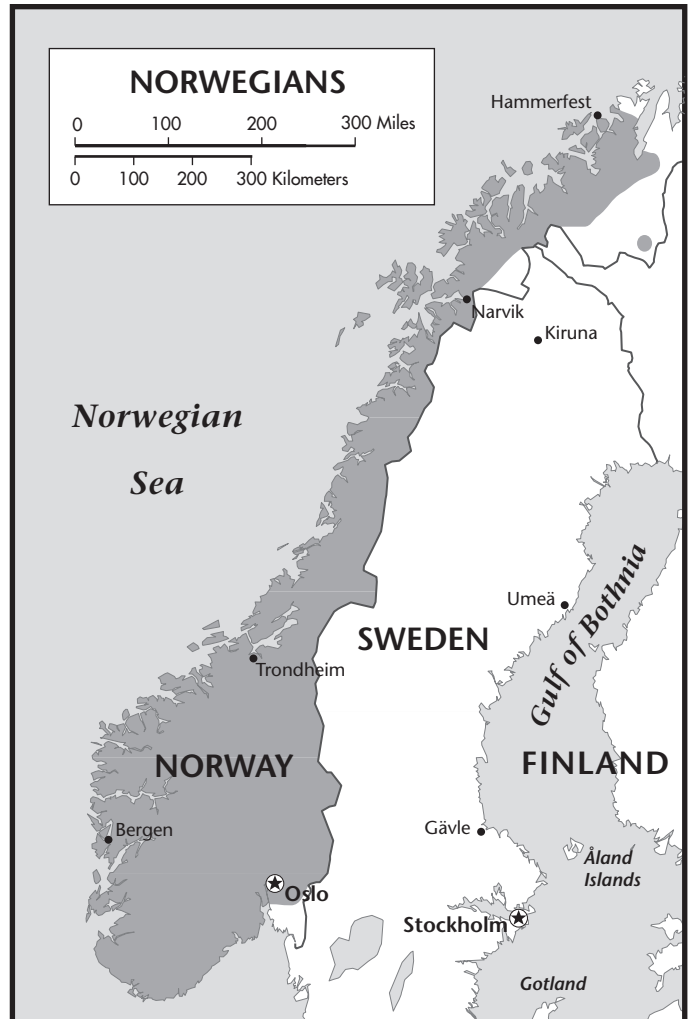 NORWEGIANS
0 100 200 300 Miles
0 100 200 300 Kilometers
Hammerfest
Narvik
Kiruna
Norwegian
Sea
Umeä
Gulf of Bothnia
SWEDEN
Trondheim
NORWAY
FINLAND
Bergen
Gävle
Åland
Islands
Oslo
Stockholm
Gotland